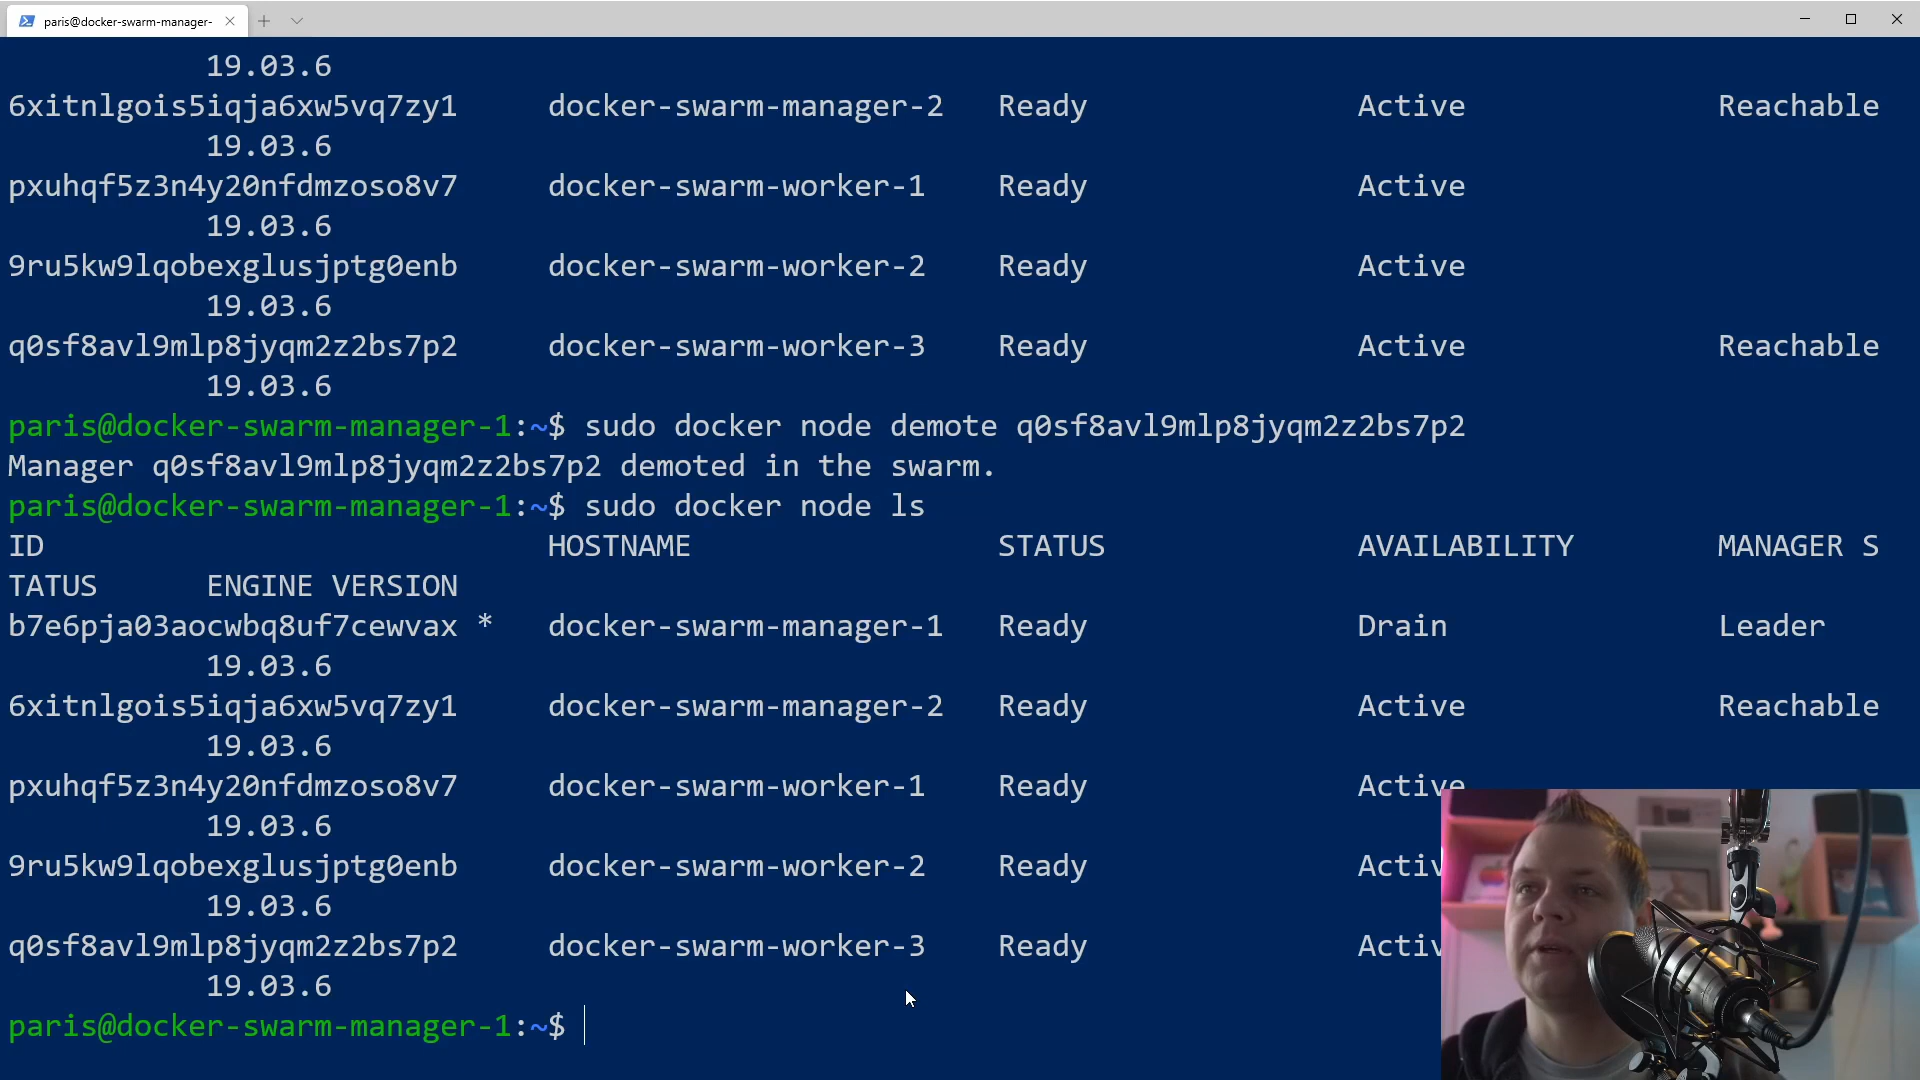 paris@docker-swarm-manager-
19.03.6
6xitnlgois5iqja6xw5vq7zy1 docker-swarm-manager-2 Ready Active Reachable
19.03.6
pxuhqf5z3n4y20nfdmzoso8v7 docker-swarm-worker-1 Ready Active
19.03.6
9ru5kw9lqobexglusjptg0enb docker-swarm-worker-2 Ready Active
19.03.6
q0sf8avl9mlp8jyqm2z2bs7p2 docker-swarm-worker-3 Ready Active Reachable
19.03.6
paris@docker-swarm-manager-1:~$ sudo docker node demote q0sf8avl9mlp8jyqm2z2bs7p2
Manager q0sf8avl9mlp8jyqm2z2bs7p2 demoted in the swarm.
paris@docker-swarm-manager-1:~$ sudo docker node ls
ID HOSTNAME STATUS AVAILABILITY MANAGER S
TATUS ENGINE VERSION
b7e6pja03aocwbq8uf7cewvax * docker-swarm-manager-1 Ready Drain Leader
19.03.6
6xitnlgois5iqja6xw5vq7zy1 docker-swarm-manager-2 Ready Active Reachable
19.03.6
pxuhqf5z3n4y20nfdmzoso8v7 docker-swarm-worker-1 Ready Active
19.03.6
9ru5kw9lqobexglusjptg0enb docker-swarm-worker-2 Ready Activ
19.03.6
q0sf8avl9mlp8jyqm2z2bs7p2 docker-swarm-worker-3 Ready Activ
19.03.6
paris@docker-swarm-manager-1:~$